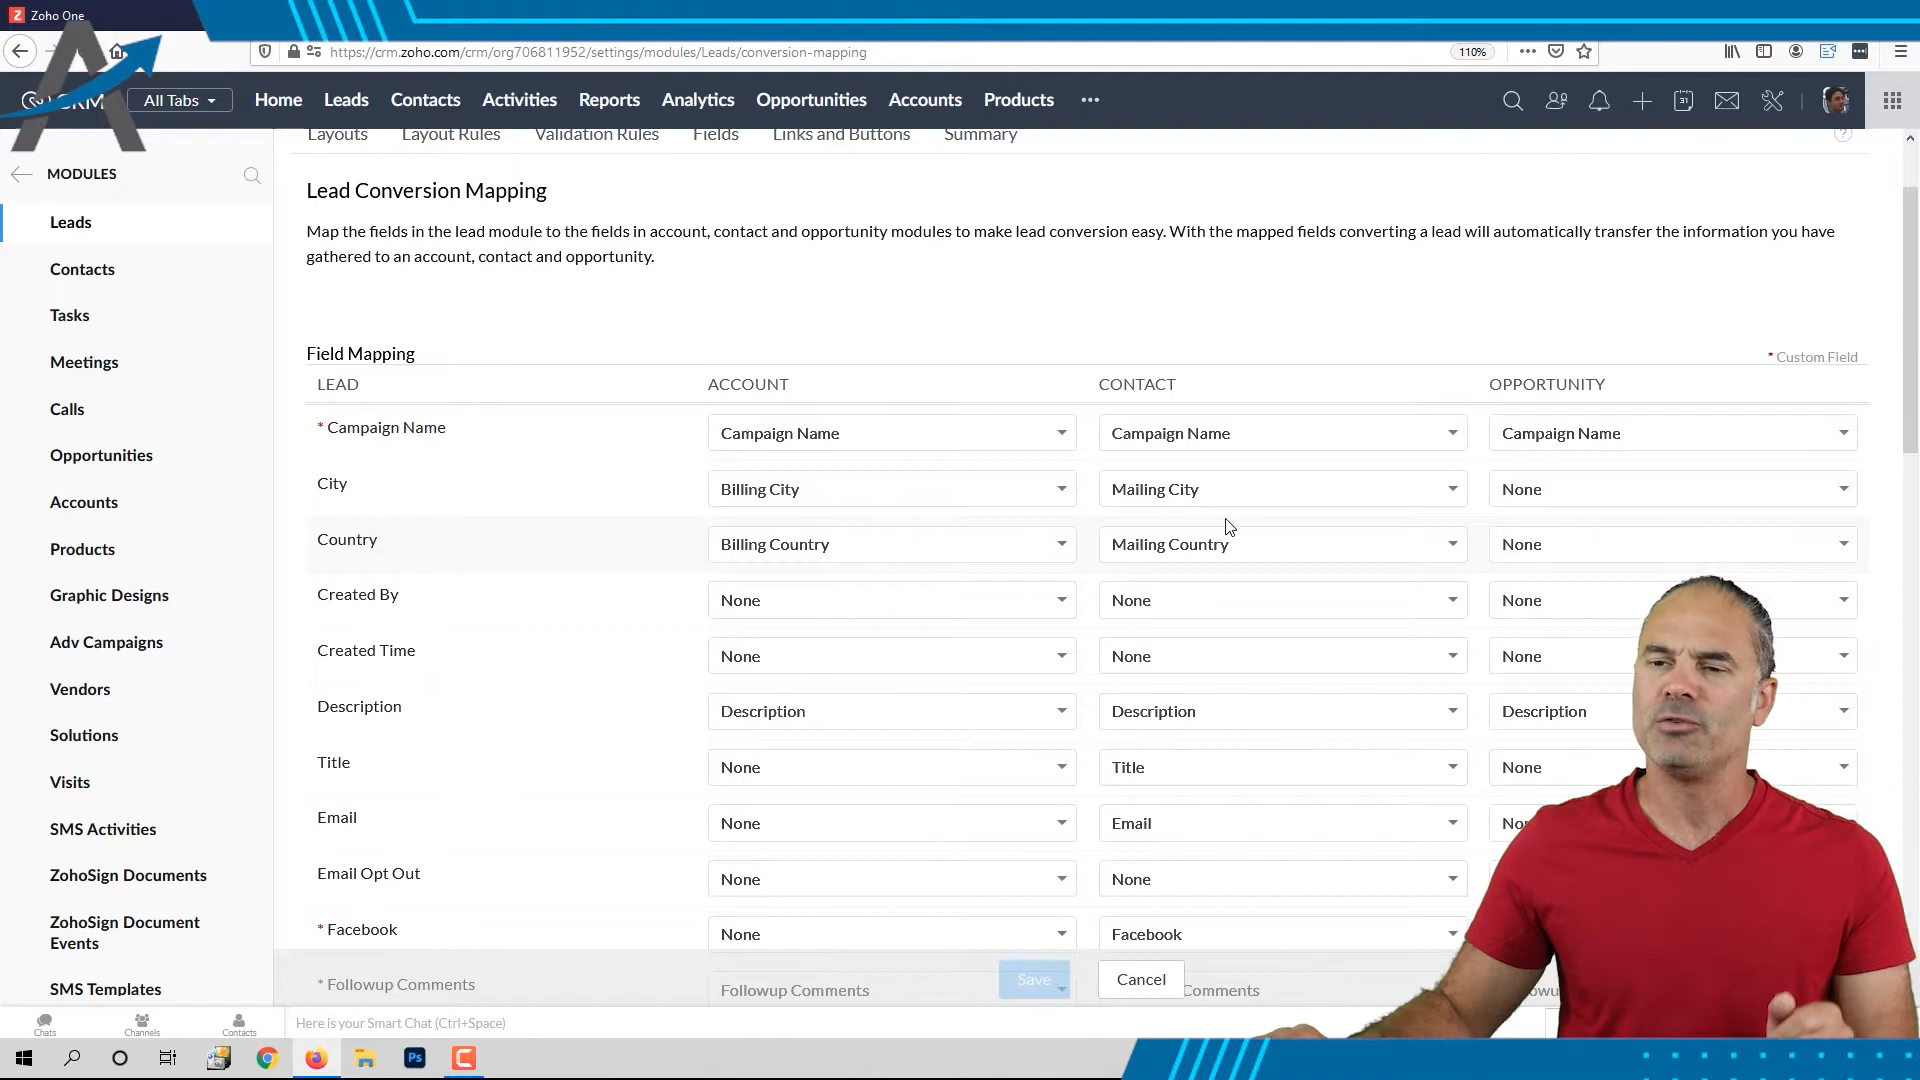 Zoho One
https://crm.zoho.com/crm/org706811952/settings/modules/Leads/conversion-mapping
110%
CRM
All Tabs
Home
Leads
Contacts
Activities
Reports
Analytics
Opportunities
Accounts
Products
31
Layouts
Layout Rules
Validation Rules
Fields
Links and Buttons
Summary
MODULES
Leads
Contacts
Tasks
Meetings
Calls
Opportunities
Accounts
Products
Graphic Designs
Adv Campaigns
Vendors
Solutions
Visits
SMS Activities
ZohoSign Documents
ZohoSign Document
Events
SMS Templates
Lead Conversion Mapping
Map the fields in the lead module to the fields in account, contact and opportunity modules to make lead conversion easy. With the mapped fields converting a lead will automatically transfer the information you have
gathered to an account, contact and opportunity.
Field Mapping
* Custom Field
LEAD ACCOUNT CONTACT OPPORTUNITY
* Campaign Name Campaign Name Campaign Name Campaign Name
City Billing City Mailing City None
Country Billing Country Mailing Country None
Created By None None None
Created Time None None None
Description Description Description Description
Title None Title None
Email None Email
Email Opt Out None None
* Facebook None Facebook
* Followup Comments Followup Comments Comments
Save
Cancel
Chats
Channels
Contacts
Here is your Smart Chat (Ctrl+Space)
Ps